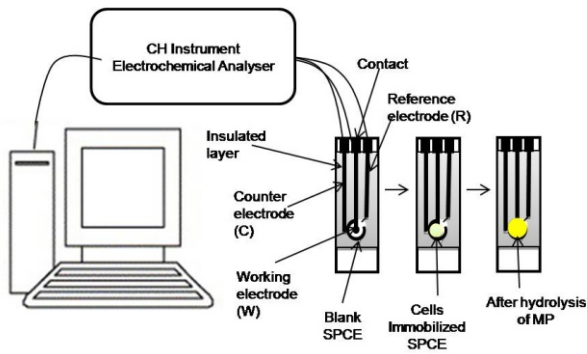 CH Instrument
Electrochemical Analyser
Contact
Reference
electrode (R)
Insulated
layer
Counter
electrode
(C)
Working
electrode
(W)
Blank
SPCE
Cells
Immobilized
SPCE
After hydrolysis
of MP